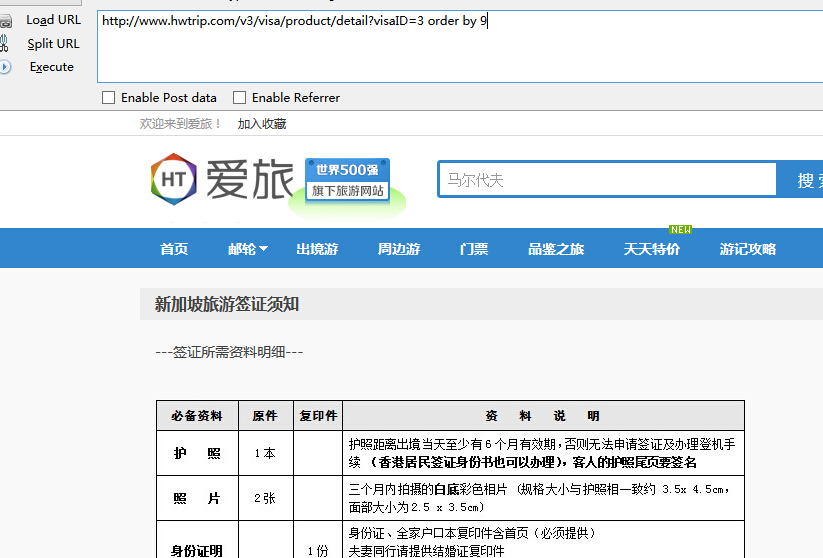 Load URL
http://www.hwtrip.com/v3/visa/product/detail?visaID=3 order by 9
Split URL
Execute
Enable Post data Enable Referrer
欢迎来到爱旅！ 加入收藏
HT 爱旅 世界500强
旗下旅游网站
马尔代夫 搜
NEW
首页 邮轮 出境游 周边游 门票 品鉴之旅 天天特价 游记攻略
新加坡旅游签证须知
---签证所需资料明细---
必备资料 原件 复印件 资 料 说 明
护 照 1本 护照距离出境当天至少有6个月有效期，否则无法申请签证及办理登机手
续 （香港居民签证身份书也可以办理），客人的护照尾页要签名
照 片 2张 三个月内拍摄的白底彩色相片 (规格大小与护照相一致约 3.5x 4.5cm，
面部大小为2.5 x 3.5cm)
身份证明 1份 身份证、全家户口本复印件含首页（必须提供）
夫妻同行请提供结婚证复印件